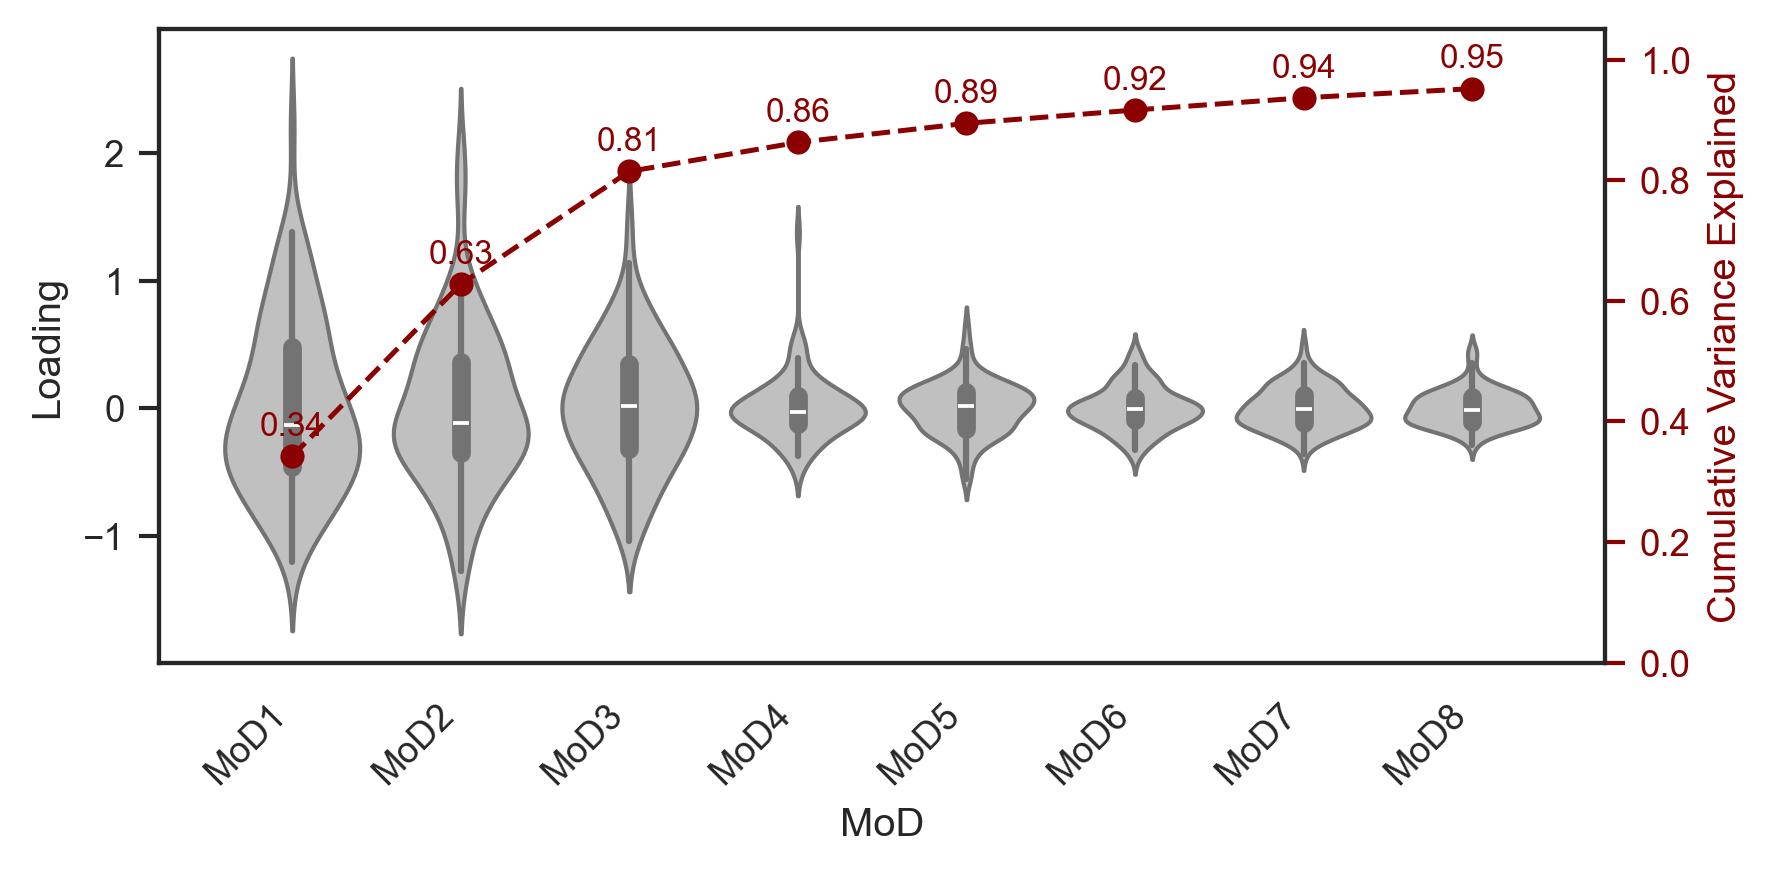 0.34
0.63
0.81
0.86
0.89
0.92
0.94
0.95
2
1
0
−1
Loading
1.0
0.8
0.6
0.4
0.2
0.0
Cumulative Variance Explained
MoD1
MoD2
MoD3
MoD4
MoD5
MoD6
MoD7
MoD8
MoD